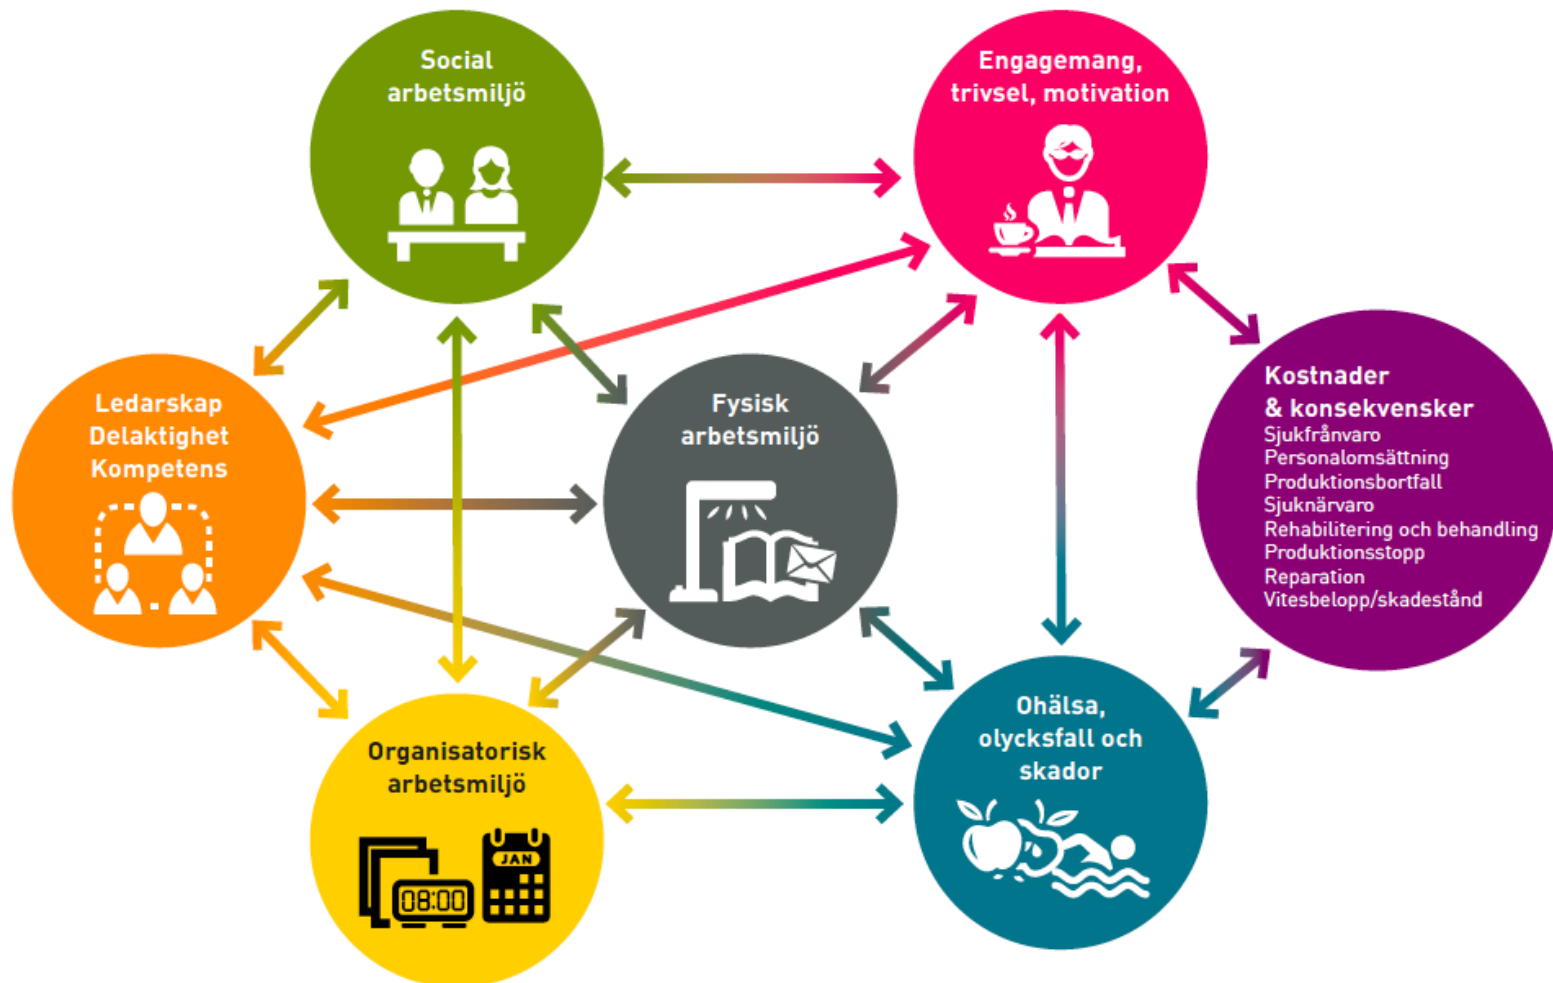 Social
arbetsmiljö
Engagemang,
trivsel, motivation
Ledarskap
Delaktighet
Kompetens
Fysisk
arbetsmiljö
Kostnader
& konsekvensker
Sjukfrånvaro
Personalomsättning
Produktionsbortfall
Sjuknärvaro
Rehabilitering och behandling
Produktionsstopp
Reparation
Vitesbelopp/skadestånd
Organisatorisk
arbetsmiljö
JAN
08:00
Ohälsa,
olycksfall och
skador